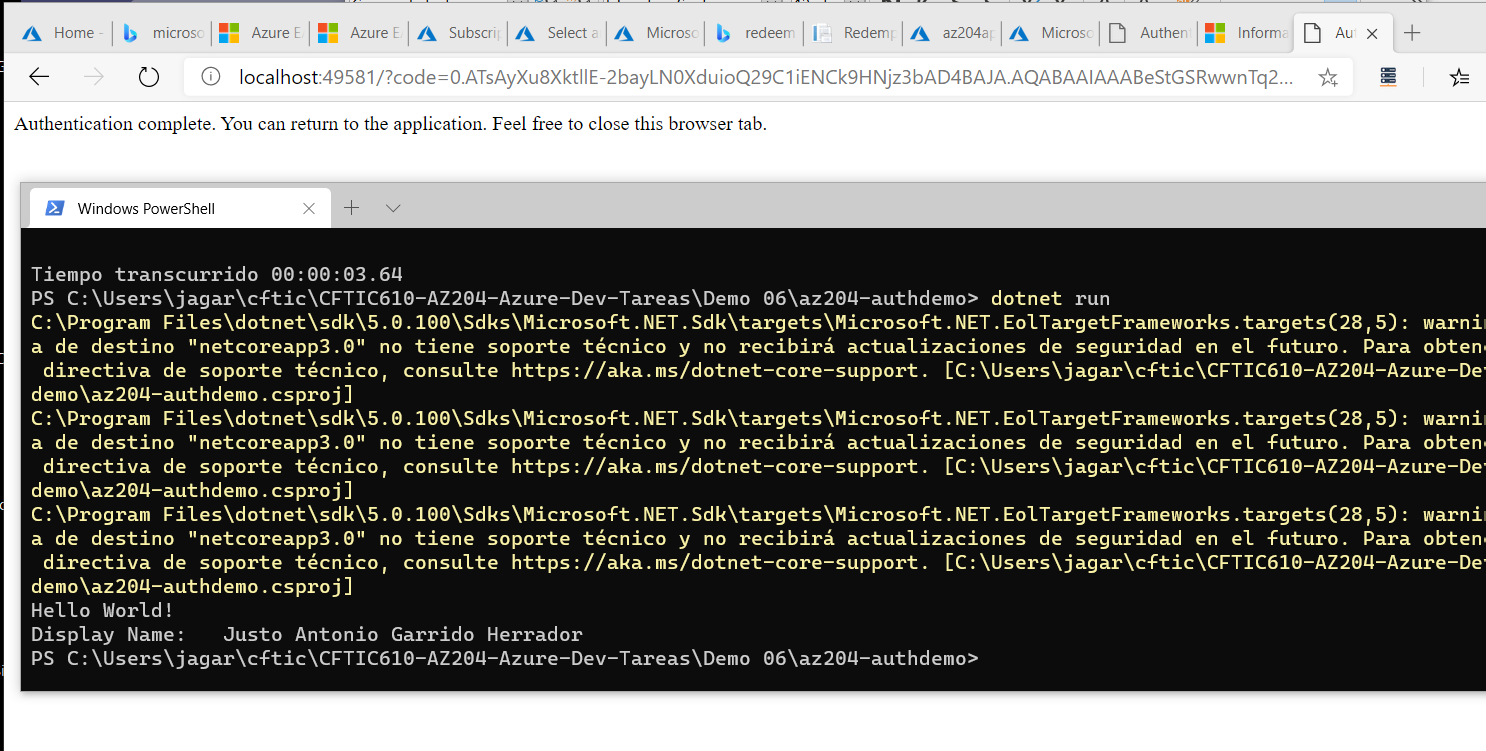 Home -
microso
Azure E
Azure E
Subscrip
Select a
Microso
redeem
Redemp
az204ap
Microso
Authent
Informa
Aut
localhost:49581/?code=0.ATsAyXu8XktllE-2bayLN0XduioQ29C1iENCk9HNjz3bAD4BAJA.AQABAAIAAABeStGSRwwnTq2...
Authentication complete. You can return to the application. Feel free to close this browser tab.
Windows PowerShell
Tiempo transcurrido 00:00:03.64
PS C:\Users\jagar\cftic\CFTIC610-AZ204-Azure-Dev-Tareas\Demo 06\az204-authdemo> dotnet run
C:\Program Files\dotnet\sdk\5.0.100\Sdks\Microsoft.NET.Sdk\targets\Microsoft.NET.EolTargetFrameworks.targets(28,5): warnin
a de destino "netcoreapp3.0" no tiene soporte técnico y no recibirá actualizaciones de seguridad en el futuro. Para obten
directiva de soporte técnico, consulte https://aka.ms/dotnet-core-support. [C:\Users\jagar\cftic\CFTIC610-AZ204-Azure-De
demo\az204-authdemo.csproj]
C:\Program Files\dotnet\sdk\5.0.100\Sdks\Microsoft.NET.Sdk\targets\Microsoft.NET.EolTargetFrameworks.targets(28,5): warnin
a de destino "netcoreapp3.0" no tiene soporte técnico y no recibirá actualizaciones de seguridad en el futuro. Para obten
directiva de soporte técnico, consulte https://aka.ms/dotnet-core-support. [C:\Users\jagar\cftic\CFTIC610-AZ204-Azure-De
demo\az204-authdemo.csproj]
C:\Program Files\dotnet\sdk\5.0.100\Sdks\Microsoft.NET.Sdk\targets\Microsoft.NET.EolTargetFrameworks.targets(28,5): warnin
a de destino "netcoreapp3.0" no tiene soporte técnico y no recibirá actualizaciones de seguridad en el futuro. Para obten
directiva de soporte técnico, consulte https://aka.ms/dotnet-core-support. [C:\Users\jagar\cftic\CFTIC610-AZ204-Azure-De
demo\az204-authdemo.csproj]
Hello World!
Display Name:   Justo Antonio Garrido Herrador
PS C:\Users\jagar\cftic\CFTIC610-AZ204-Azure-Dev-Tareas\Demo 06\az204-authdemo>